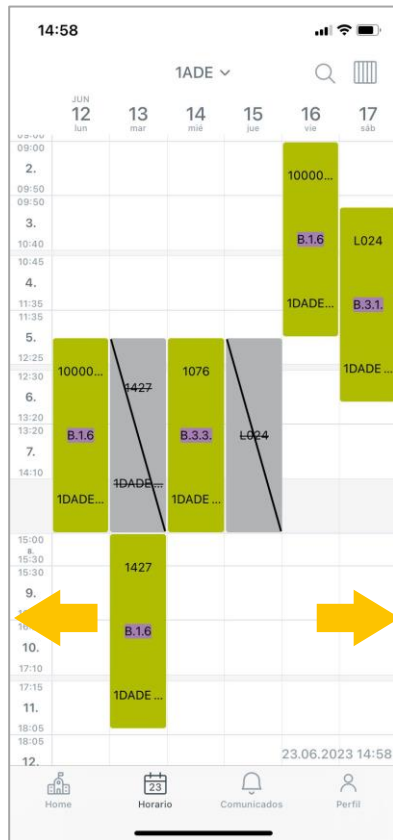 14:58
1ADE
JUN
12 13 14 15 16 17
lun mar mié jue vie sáb
09:00
2.
09:50
09:50
3.
10:40
10:45
4.
11:35
11:35
5.
12:25
12:30
6.
13:20
13:20
7.
14:10
15:00
8.
15:30
15:30
9.
10.
17:10
17:15
11.
18:05
18:05
12.
10000...
B.1.6
1DADE...
1427
1DADE...
1076
B.3.3.
1DADE ...
L024
10000...
B.1.6
1DADE...
L024
B.3.1.
1DADE ...
1427
B.1.6
1DADE ...
23.06.2023 14:58
23
Home Horario Comunicados Perfil